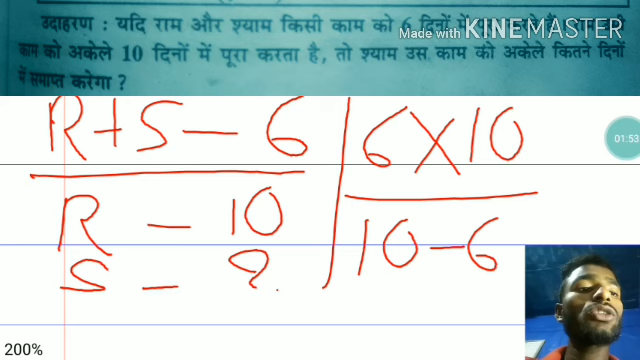 उदाहरण : यदि राम और श्याम किसी काम को 6 दिनों में
Made with KINEMASTER
काम को अकेले 10 दिनों में पूरा करता है, तो श्याम उस काम को अकेले कितने दिनों
में समाप्त करेगा ?
01:53
R+S - 6
R - 10
S - ?
6 X 10
10-6
200%